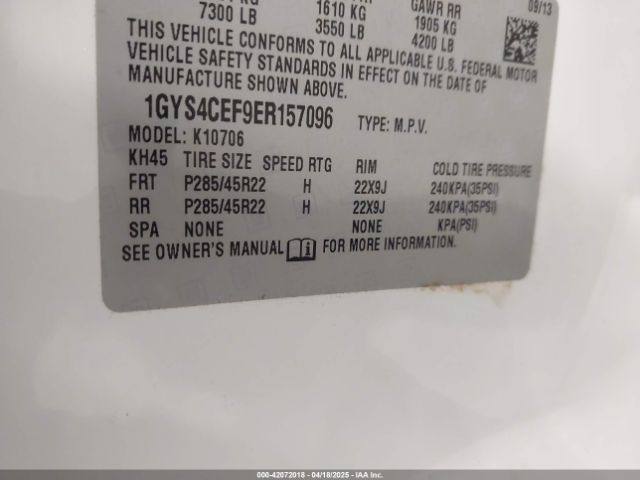 KG 1610 KG GAWR RR 09/13
7300 LB 3550 LB 1905 KG
4200 LB
THIS VEHICLE CONFORMS TO ALL APPLICABLE U.S. FEDERAL MOTOR
VEHICLE SAFETY STANDARDS IN EFFECT ON THE DATE OF
MANUFACTURE SHOWN ABOVE.
1GYS4CEF9ER157096 TYPE: M.P.V.
MODEL: K10706
KH45 TIRE SIZE SPEED RTG RIM COLD TIRE PRESSURE
FRT P285/45R22 H 22X9J 240KPA(35PSI)
RR P285/45R22 H 22X9J 240KPA(35PSI)
SPA NONE NONE KPA(PSI)
SEE OWNER'S MANUAL FOR MORE INFORMATION.
000-42072018 - 04/18/2025 - IAA Inc.